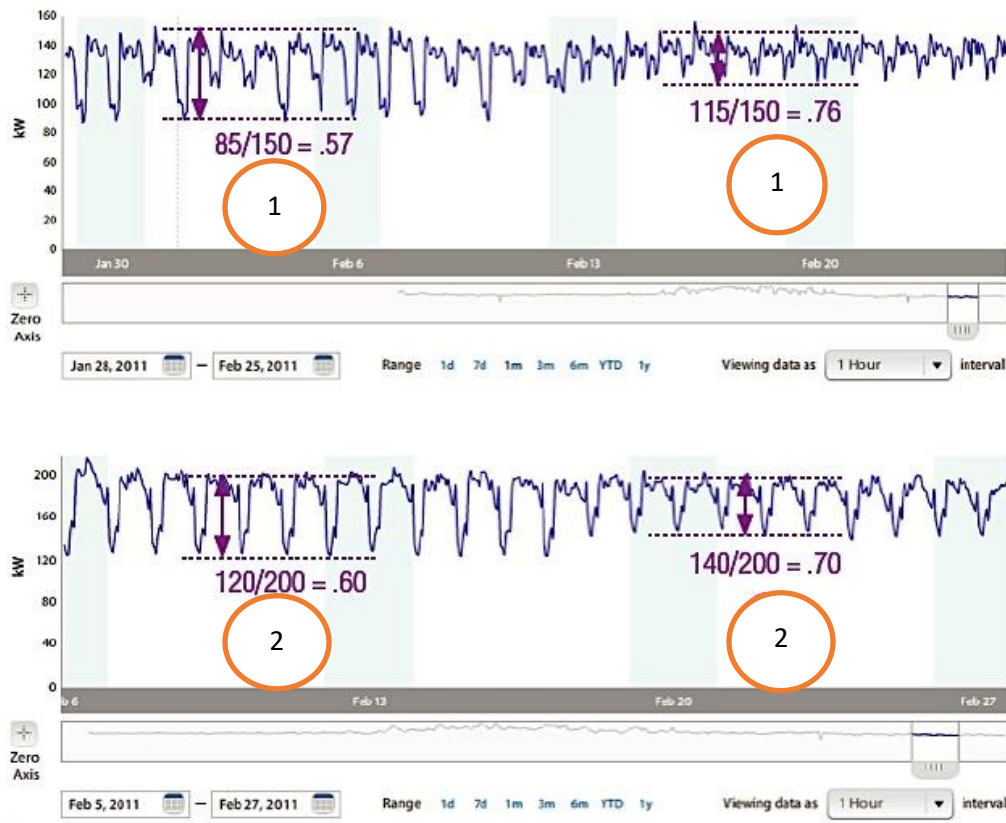 160
140
120
100
80
60
40
20
0
kW
85/150 = .57
115/150 = .76
1
1
Jan 30
Feb 6
Feb 13
Feb 20
Zero
Axis
Jan 28, 2011 – Feb 25, 2011 Range 1d 7d 1m 3m 6m YTD 1y Viewing data as 1 Hour interval
200
160
120
80
40
0
kW
120/200 = .60
140/200 = .70
2
2
b 6
Feb 13
Feb 20
Feb 27
Zero
Axis
Feb 5, 2011 – Feb 27, 2011 Range 1d 7d 1m 3m 6m YTD 1y Viewing data as 1 Hour interval